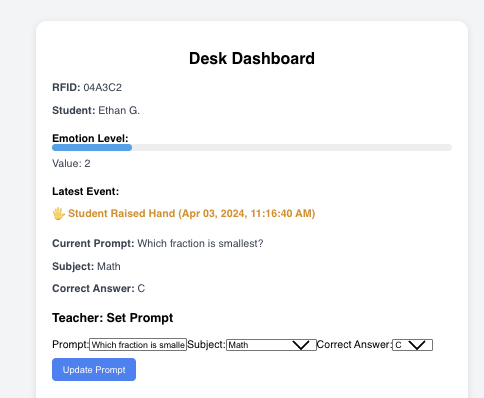 Desk Dashboard
RFID: 04A3C2
Student: Ethan G.
Emotion Level:
Value: 2
Latest Event:
Student Raised Hand (Apr 03, 2024, 11:16:40 AM)
Current Prompt: Which fraction is smallest?
Subject: Math
Correct Answer: C
Teacher: Set Prompt
Prompt: Which fraction is smalle Subject: Math Correct Answer: C
Update Prompt